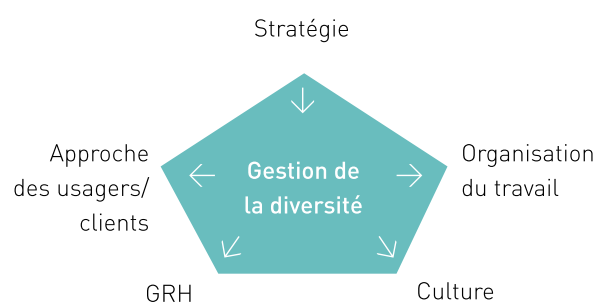 Stratégie
Approche
des usagers/
clients
Gestion de
la diversité
Organisation
du travail
GRH
Culture